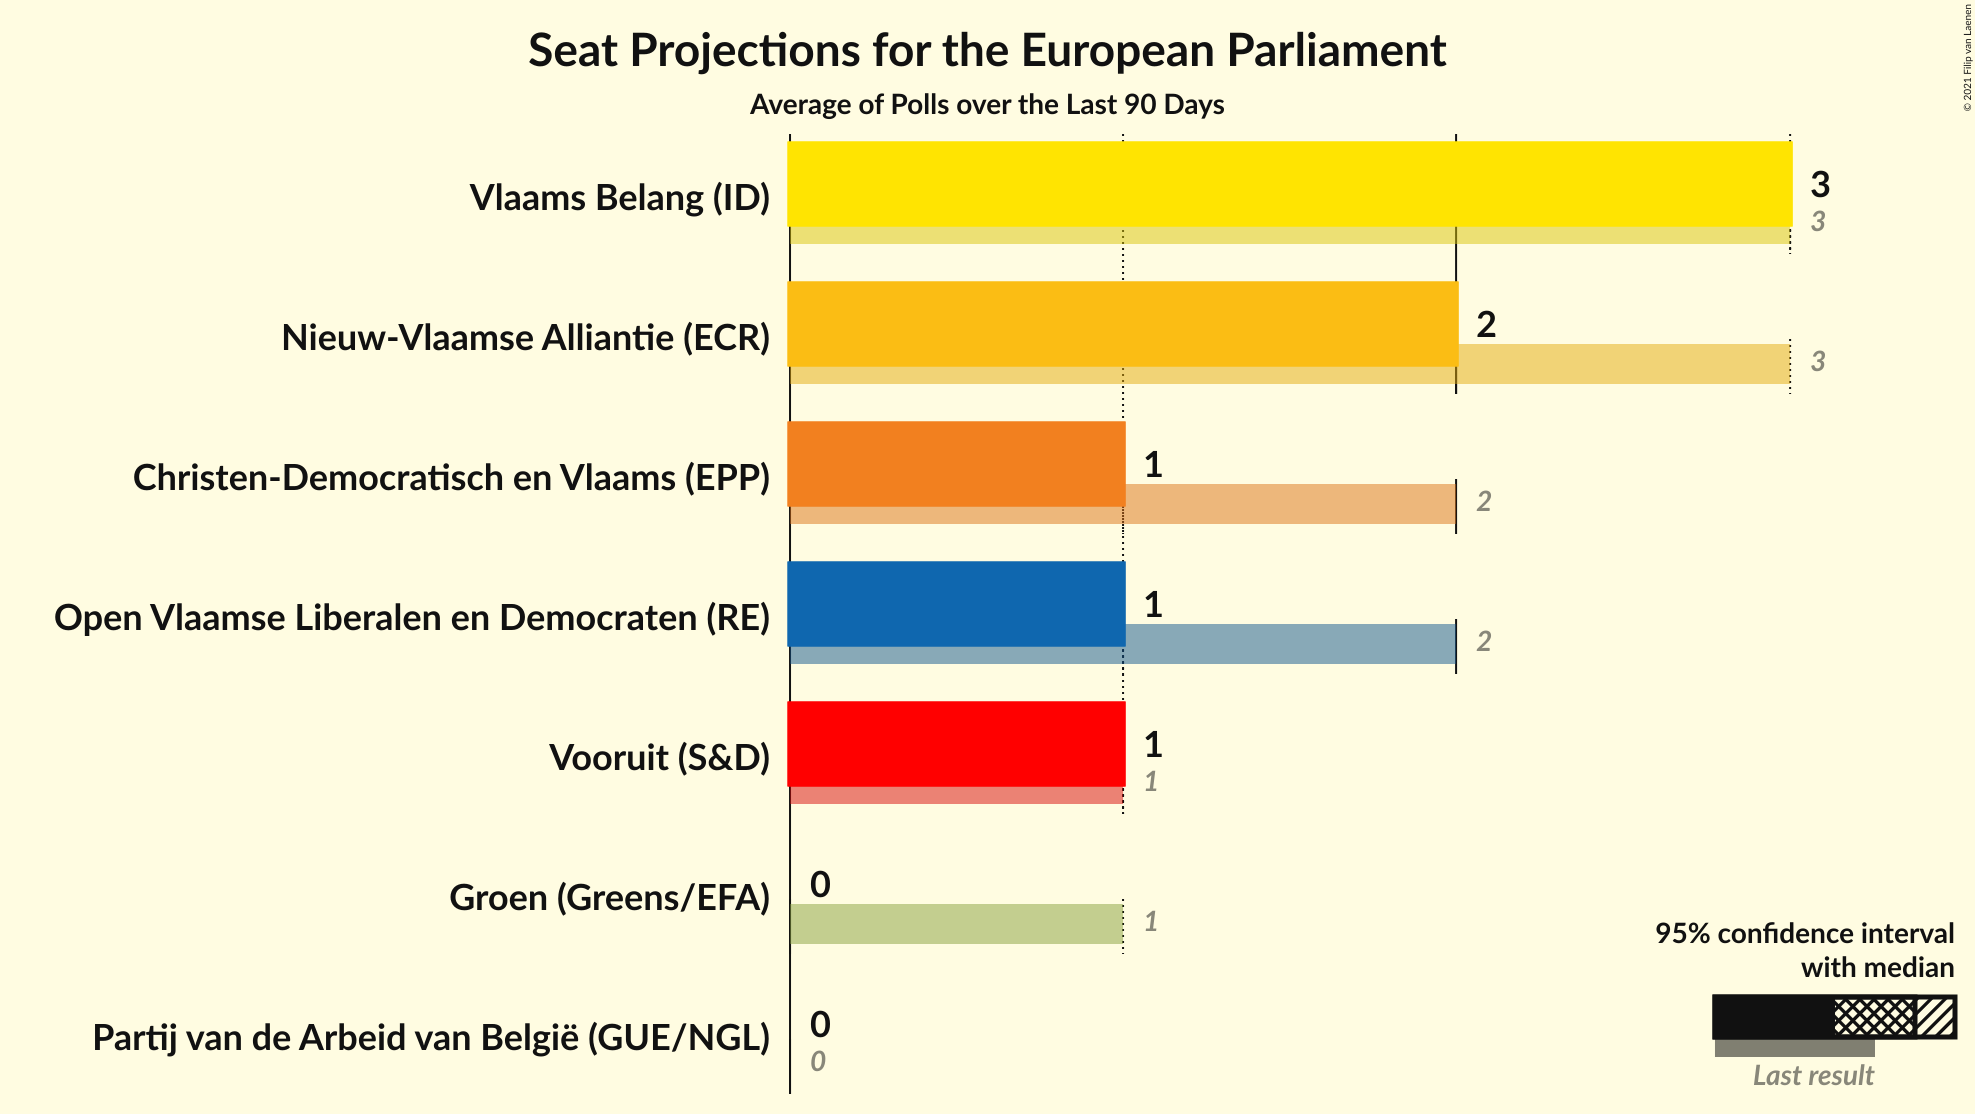 Seat Projections for the European Parliament
Average of Polls over the Last 90 Days
© 2021 Filip van Laenen
Vlaams Belang (ID)
3
3
Nieuw-Vlaamse Alliantie (ECR)
2
3
Christen-Democratisch en Vlaams (EPP)
1
2
Open Vlaamse Liberalen en Democraten (RE)
1
2
Vooruit (S&D)
1
1
Groen (Greens/EFA)
0
1
Partij van de Arbeid van België (GUE/NGL)
0
0
95% confidence interval
with median
Last result